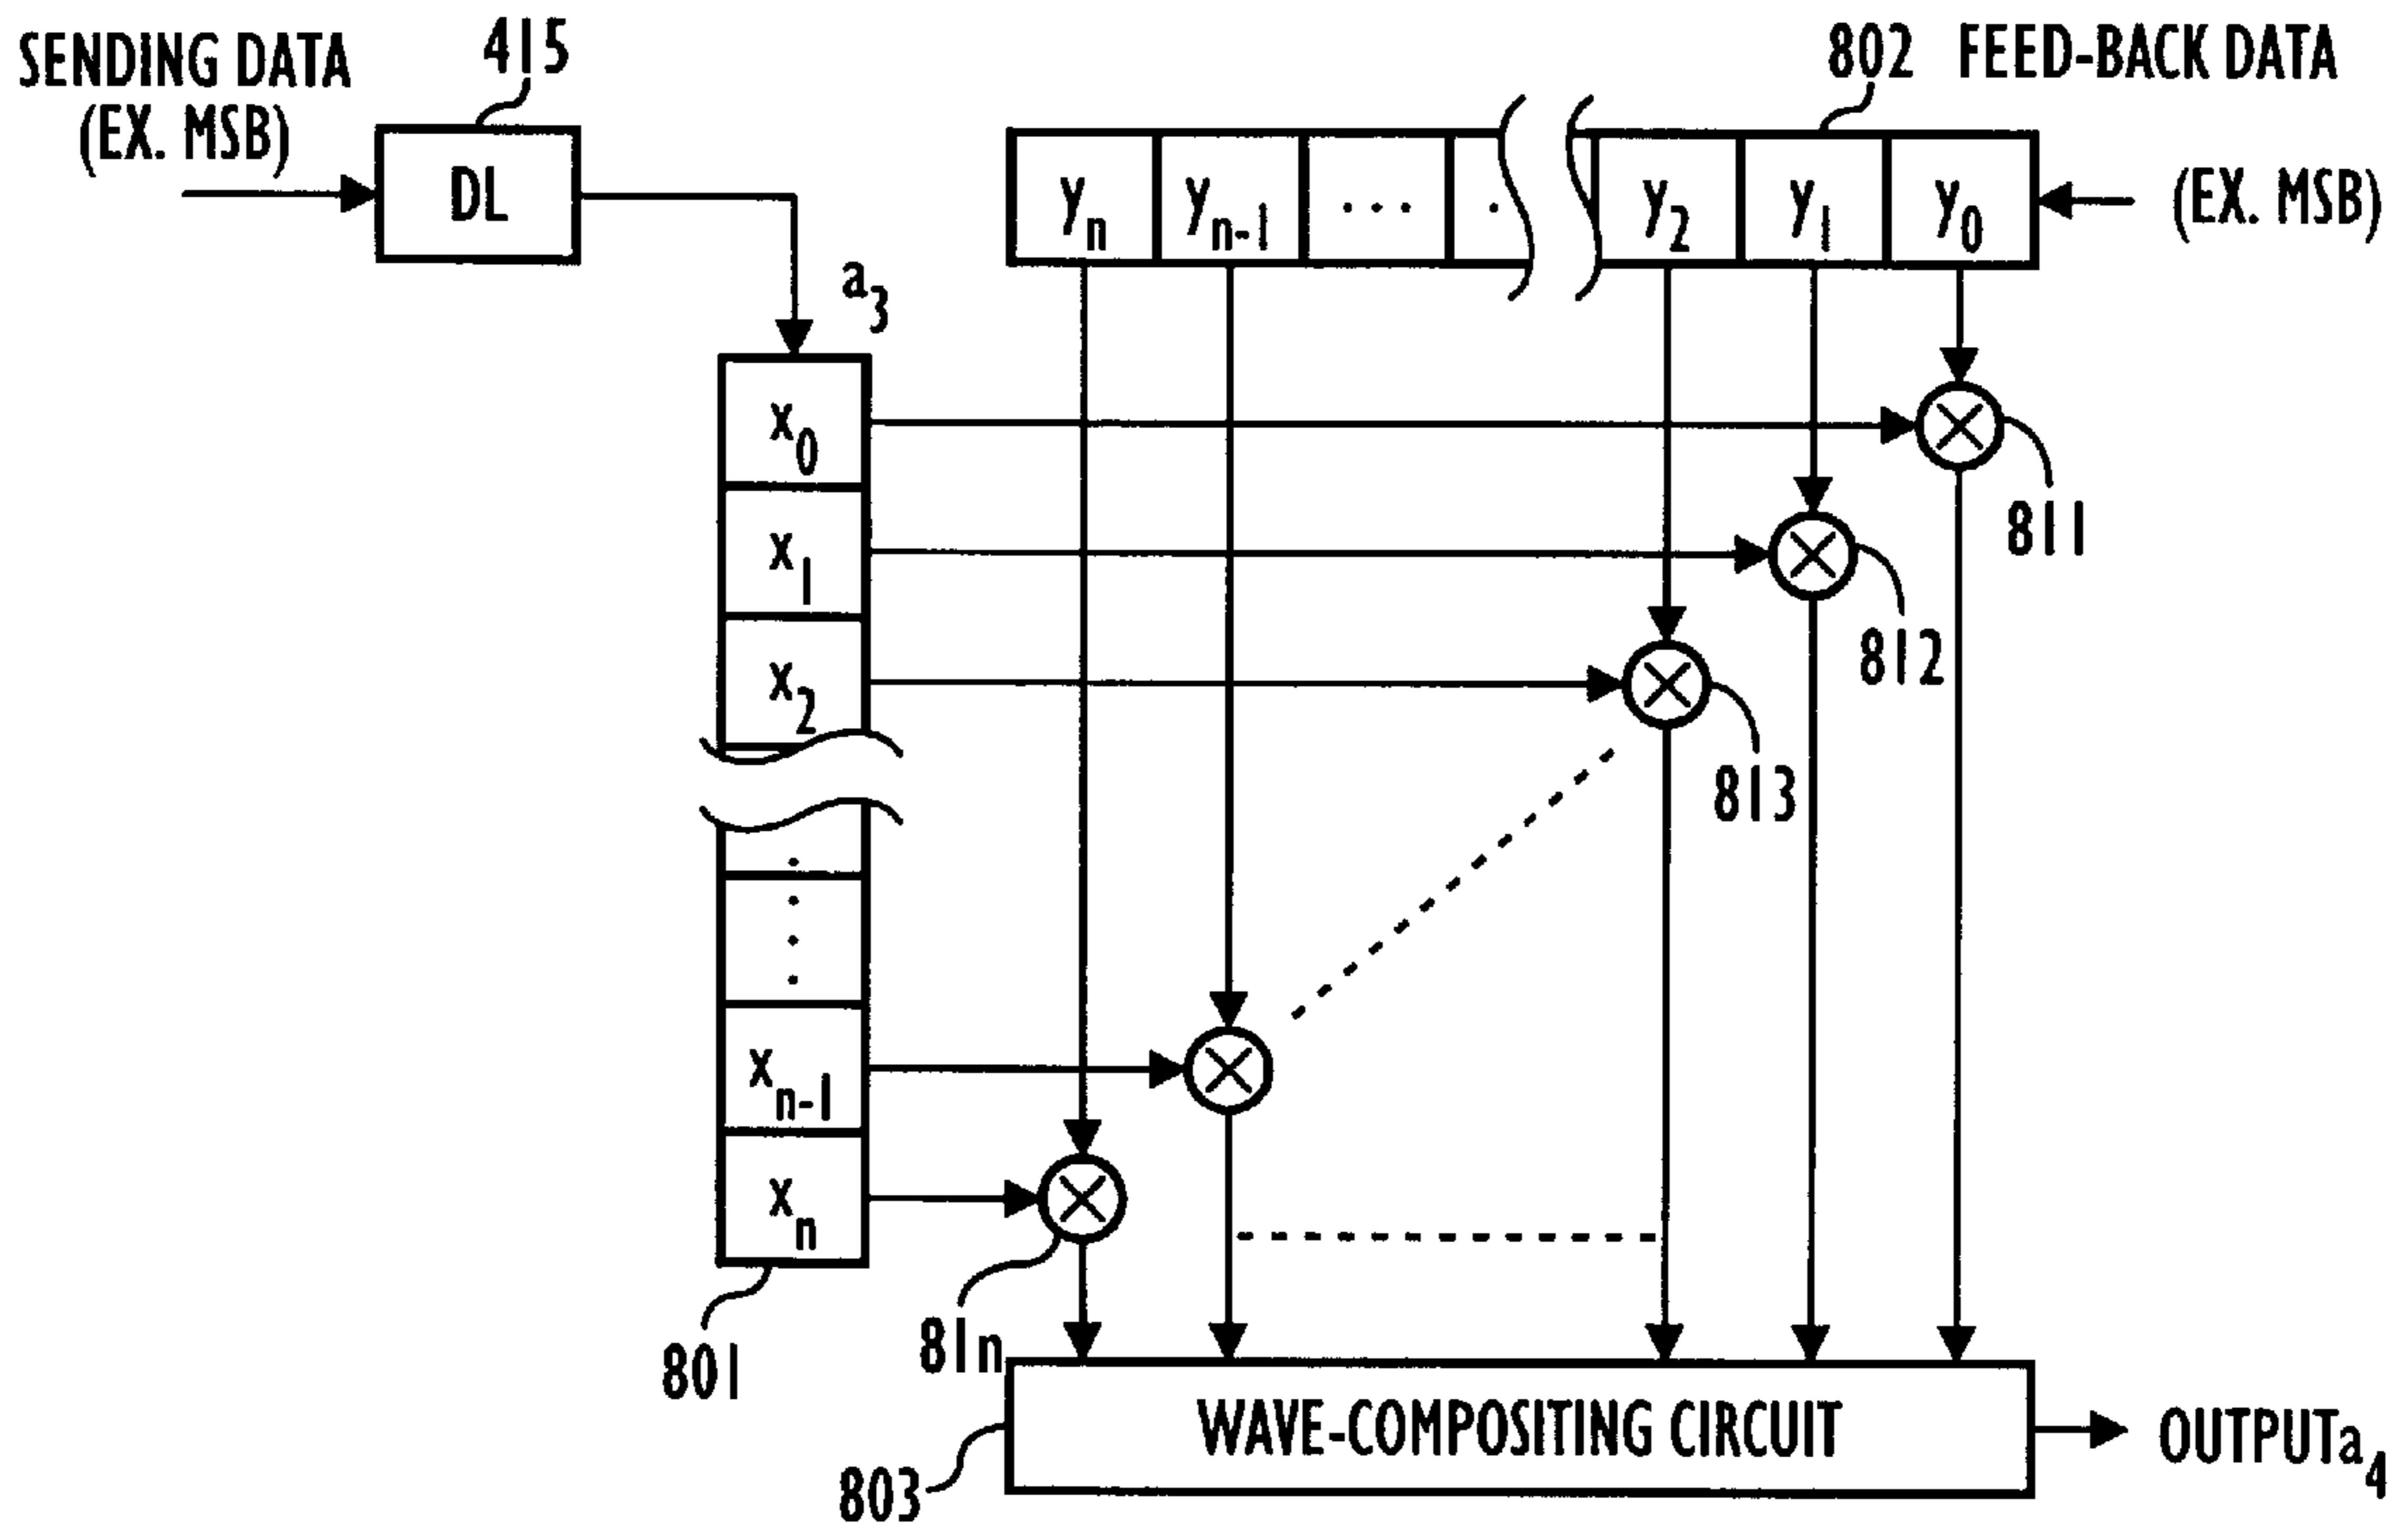 SENDING DATA
(EX. MSB)
415
DL
a3
802 FEED-BACK DATA
yn yn-1 ... . y2 y1 y0
(EX. MSB)
x0
x1
x2
.
...
xn-1
xn
811
812
813
81n
801
803
WAVE-COMPOSITING CIRCUIT
OUTPUTa4